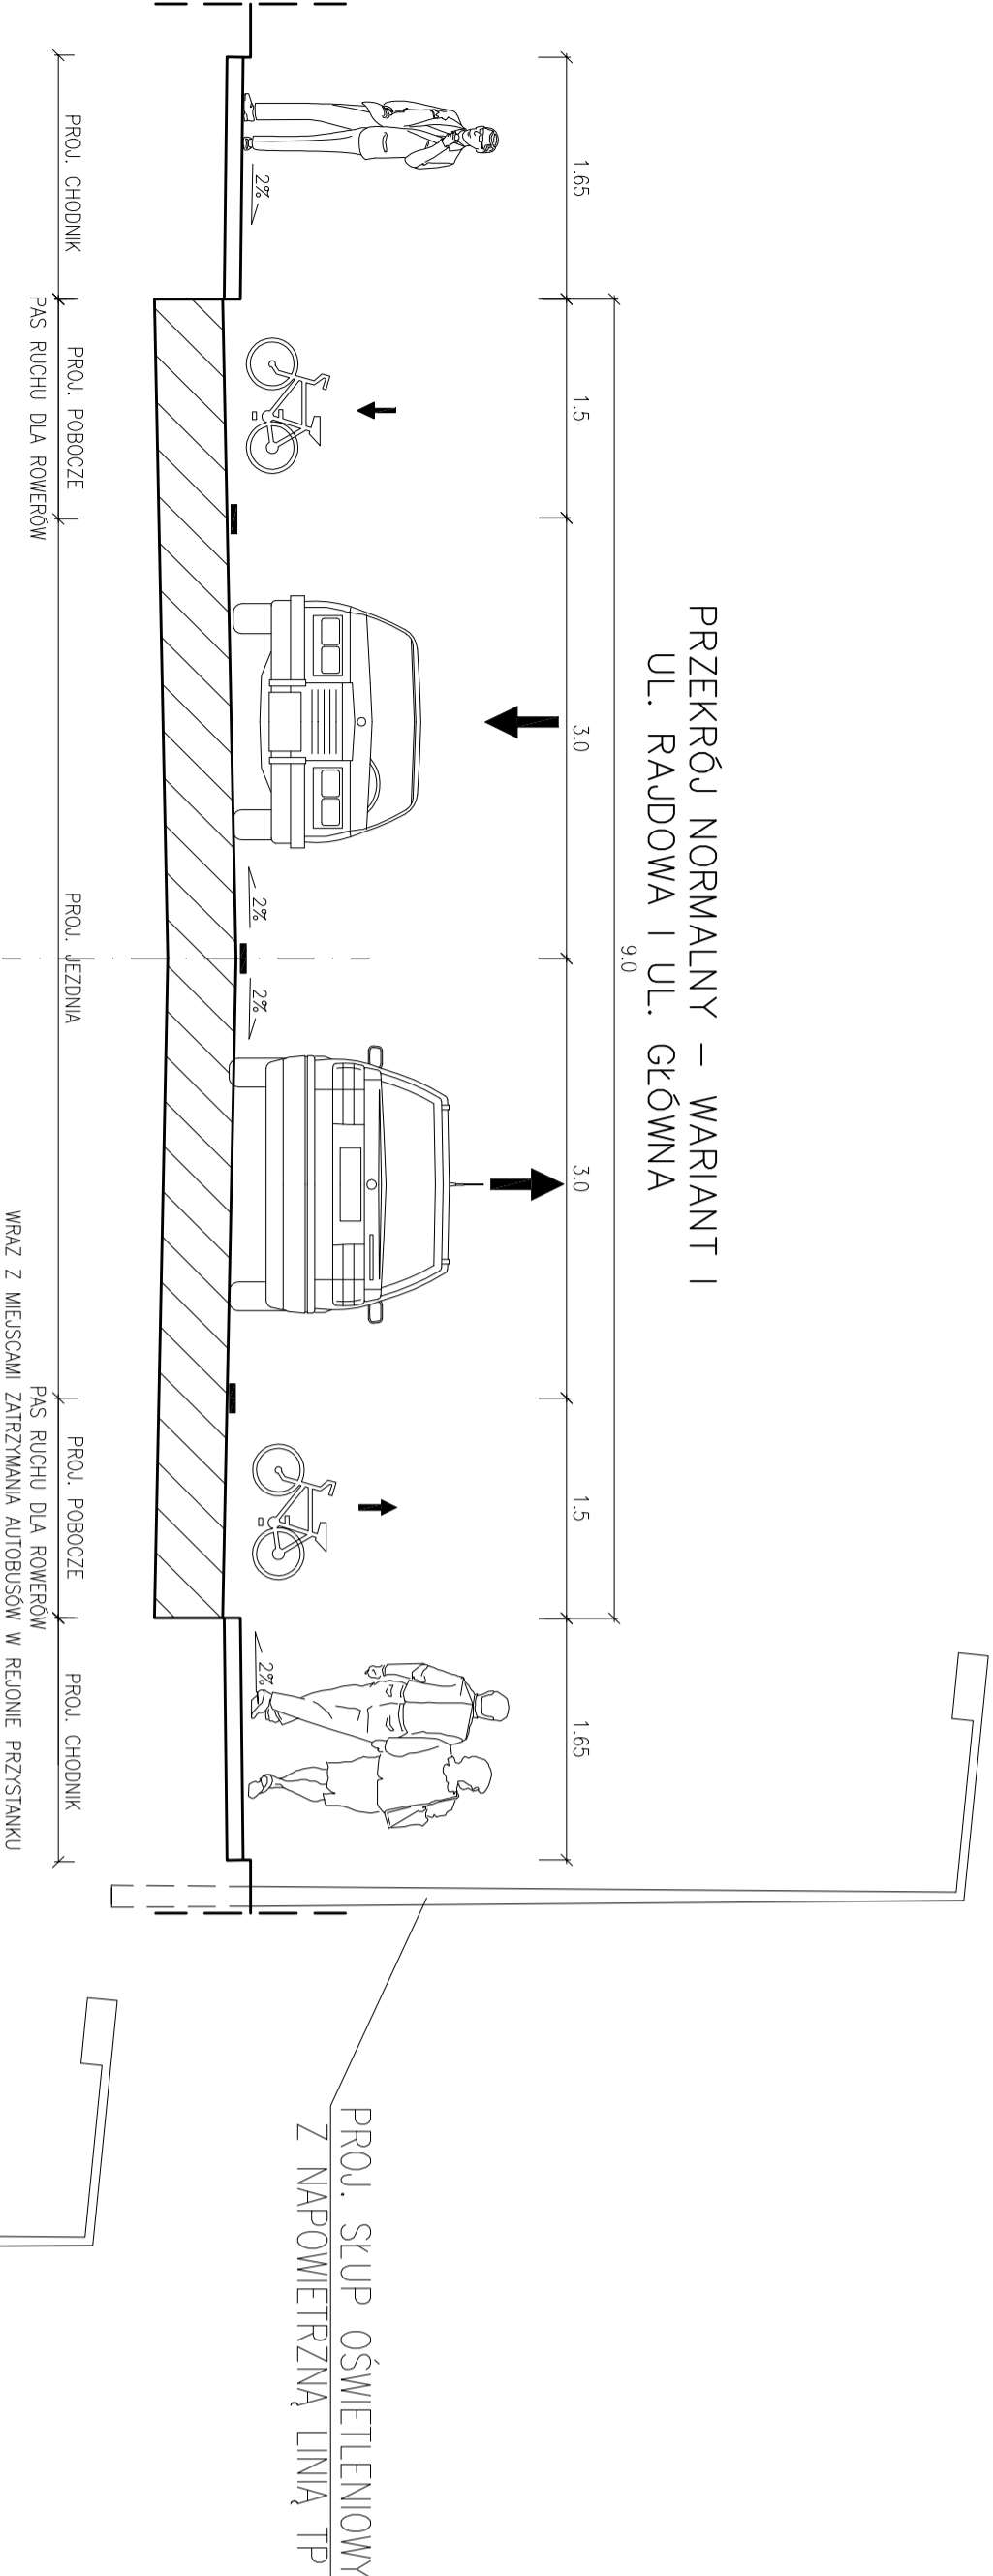 PRZEKRÓJ NORMALNY – WARIANT I
UL. RAJDOWA I UL. GŁÓWNA
9.0
1.65
1.5
3.0
3.0
1.5
1.65
2%
2%
2%
2%
PROJ. SŁUP OŚWIETLENIOWY
Z NAPOWIETRZNĄ LINIĄ TP
PROJ. CHODNIK
PROJ. POBOCZE
PROJ. JEZDNIA
PROJ. POBOCZE
PROJ. CHODNIK
PAS RUCHU DLA ROWERÓW
PAS RUCHU DLA ROWERÓW
WRAZ Z MIEJSCAMI ZATRZYMANIA AUTOBUSÓW W REJONIE PRZYSTANKU